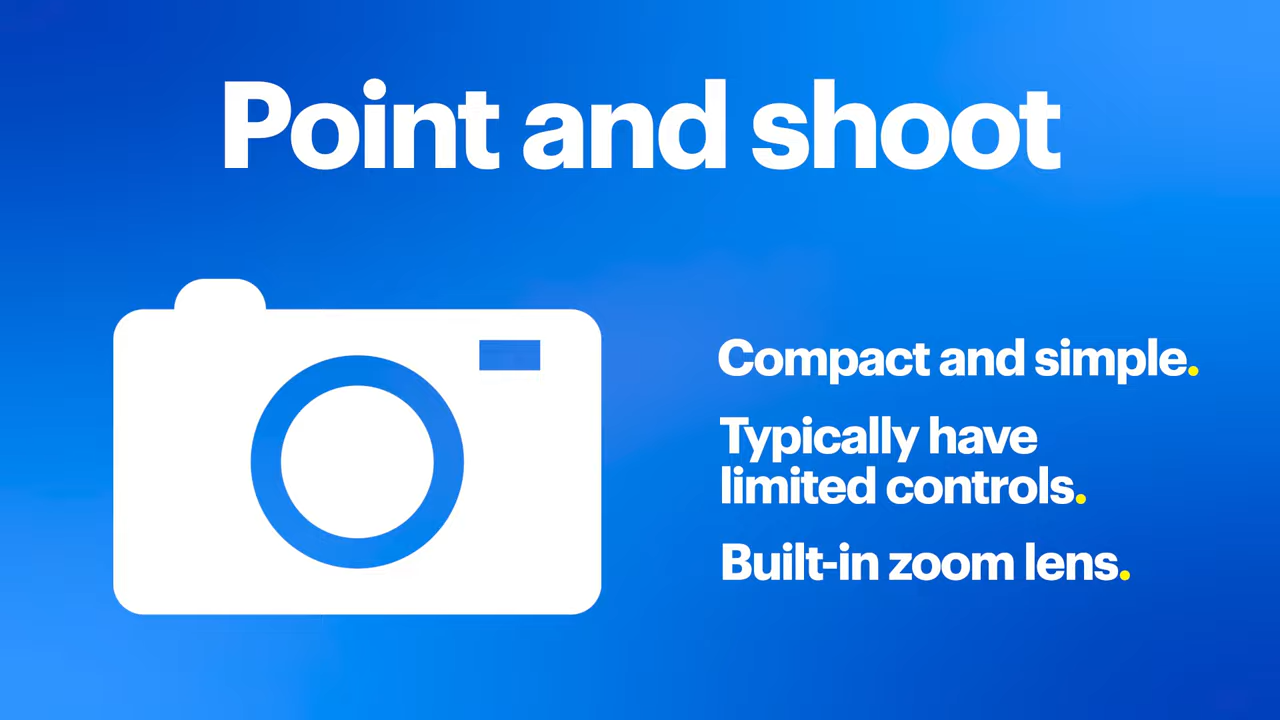 Point and shoot
Compact and simple.
Typically have
limited controls.
Built-in zoom lens.